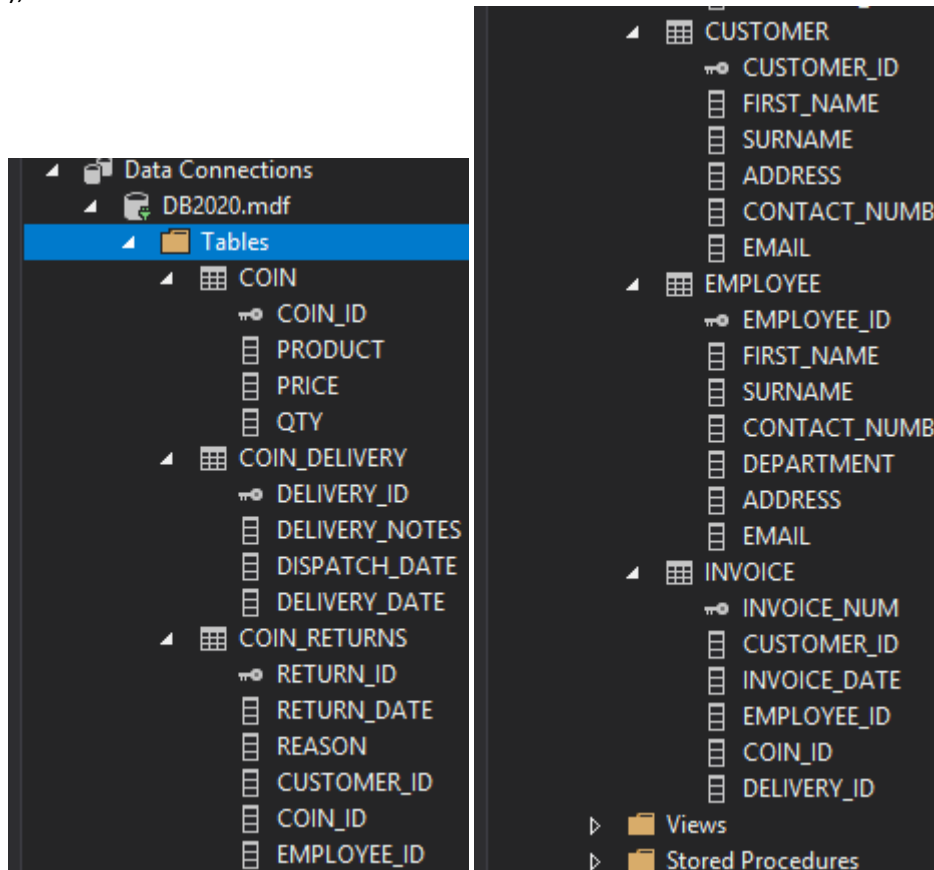 Data Connections
DB2020.mdf
Tables
COIN
COIN_ID
PRODUCT
PRICE
QTY
COIN_DELIVERY
DELIVERY_ID
DELIVERY_NOTES
DISPATCH_DATE
DELIVERY_DATE
COIN_RETURNS
RETURN_ID
RETURN_DATE
REASON
CUSTOMER_ID
COIN_ID
EMPLOYEE_ID
CUSTOMER
CUSTOMER_ID
FIRST_NAME
SURNAME
ADDRESS
CONTACT_NUMB
EMAIL
EMPLOYEE
EMPLOYEE_ID
FIRST_NAME
SURNAME
CONTACT_NUMB
DEPARTMENT
ADDRESS
EMAIL
INVOICE
INVOICE_NUM
CUSTOMER_ID
INVOICE_DATE
EMPLOYEE_ID
COIN_ID
DELIVERY_ID
Views
Stored Procedures